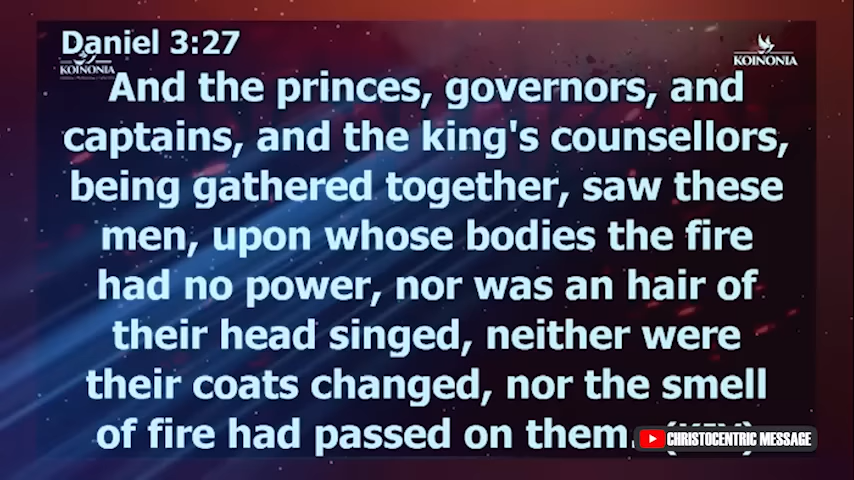 Daniel 3:27
KOINONIA
KOINONIA
And the princes, governors, and
captains, and the king's counsellors,
being gathered together, saw these
men, upon whose bodies the fire
had no power, nor was an hair of
their head singed, neither were
their coats changed, nor the smell
of fire had passed on them. (KJV)
CHRISTOCENTRIC MESSAGE